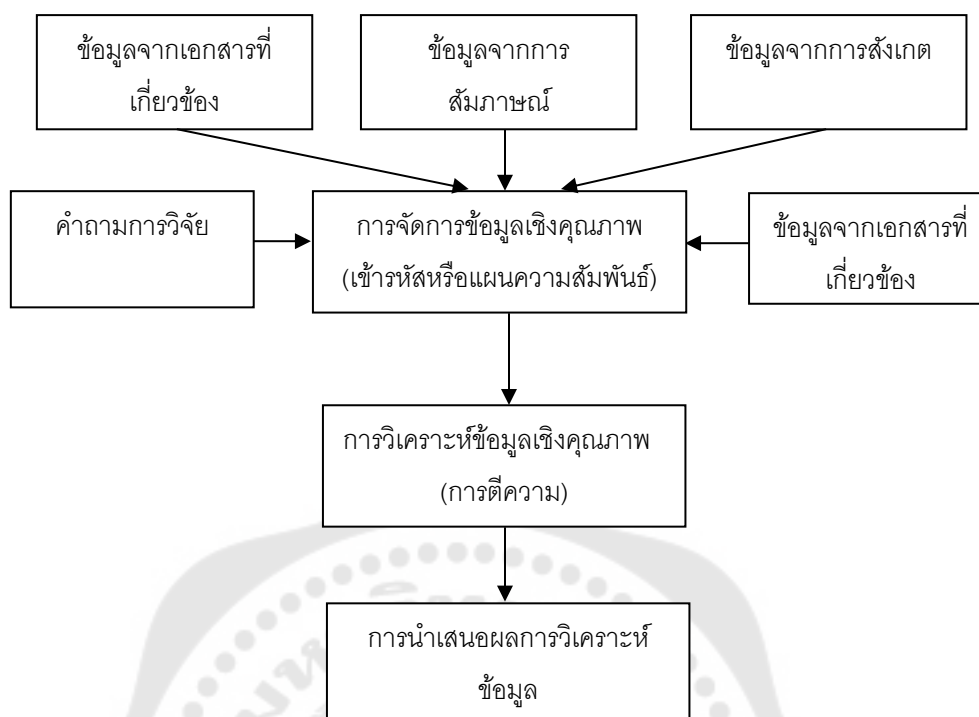 ข้อมูลจากเอกสารที่
เกี่ยวข้อง
ข้อมูลจากการ
สัมภาษณ์
ข้อมูลจากการสังเกต
คำถามการวิจัย
การจัดการข้อมูลเชิงคุณภาพ
(เข้ารหัสหรือแผนความสัมพันธ์)
ข้อมูลจากเอกสารที่
เกี่ยวข้อง
การวิเคราะห์ข้อมูลเชิงคุณภาพ
(การตีความ)
การนำเสนอผลการวิเคราะห์
ข้อมูล